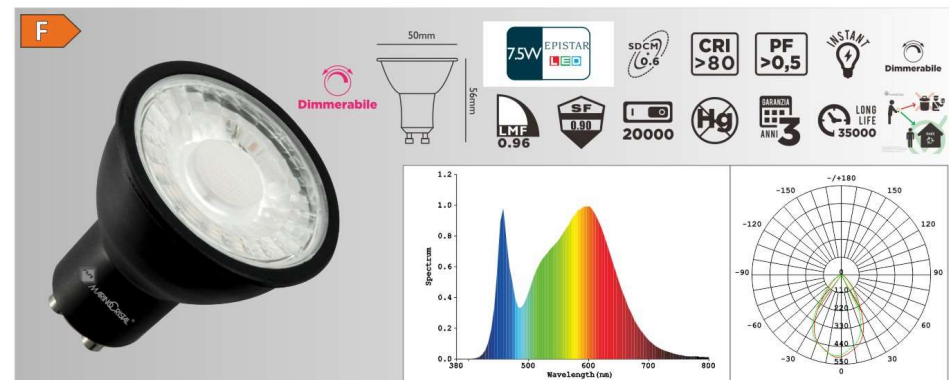 F
Dimmerabile
50mm
56mm
7.5W EPISTAR
LED
SDCM
0.6
CRI
>80
PF
>0,5
INSTANT
Dimmerabile
LMF
0.96
SF
0.90
20000
Hg
GARANZIA
ANNI 3
LONG
LIFE
35000
MARINO CRISTAL
1.2
1.0
0.8
0.6
0.4
0.2
0.0
Spectrum
380 500 600 700 800
Wavelength(nm)
-/+180
-150 150
-120 120
-90 0 90
110
220
-60 330 60
440
-30 550 30
0